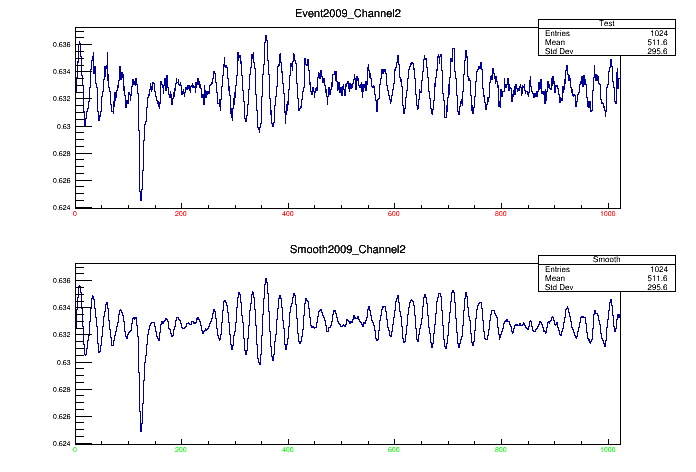 Event2009_Channel2
Test
Entries 1024
Mean 511.6
Std Dev 295.6
0.636
0.634
0.632
0.63
0.628
0.626
0.624
0 200 400 600 800 1000
Smooth2009_Channel2
Smooth
Entries 1024
Mean 511.6
Std Dev 295.6
0.636
0.634
0.632
0.63
0.628
0.626
0.624
0 200 400 600 800 1000